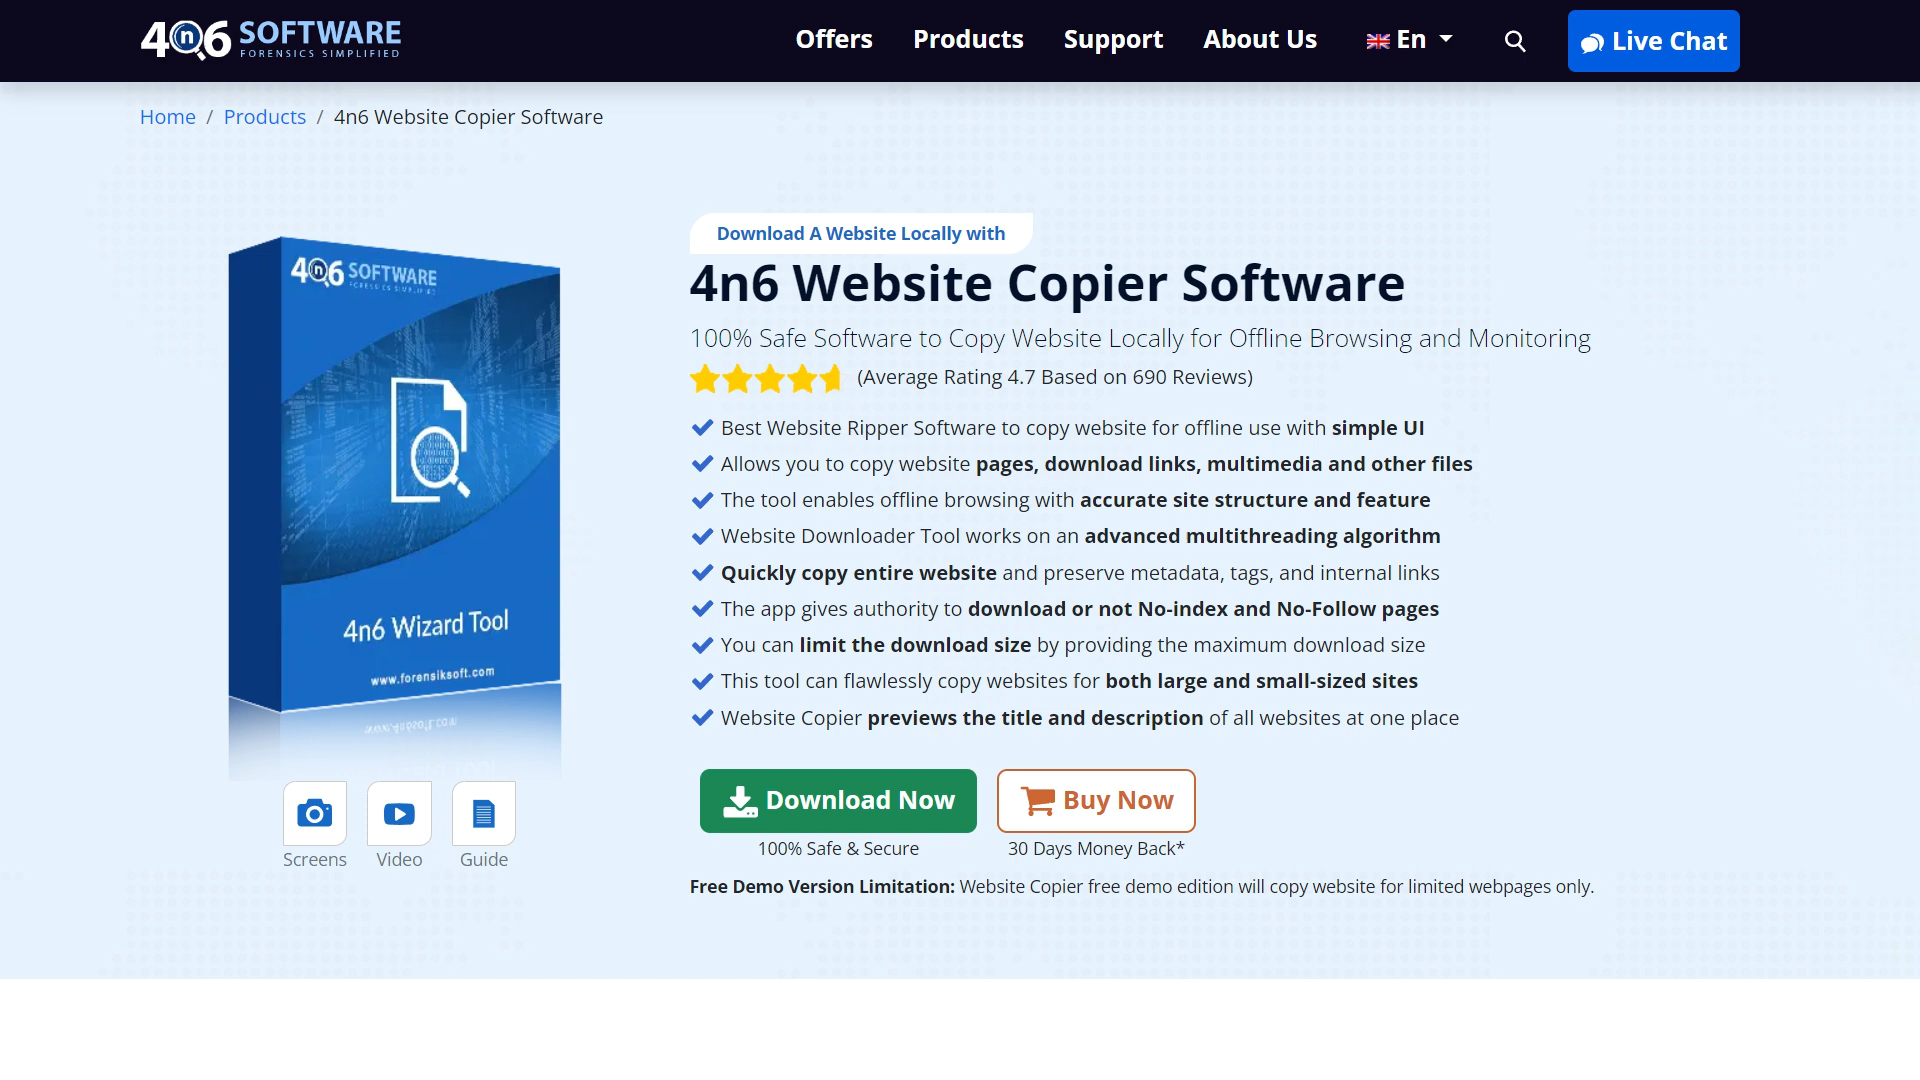 4n6 SOFTWARE
FORENSICS SIMPLIFIED
Offers
Products
Support
About Us
En
Live Chat
Home / Products / 4n6 Website Copier Software
4n6 SOFTWARE
FORENSICS SIMPLIFIED
4n6 Wizard Tool
www.forensiksoft.com
Screens
Video
Guide
Download A Website Locally with
4n6 Website Copier Software
100% Safe Software to Copy Website Locally for Offline Browsing and Monitoring
(Average Rating 4.7 Based on 690 Reviews)
Best Website Ripper Software to copy website for offline use with simple UI
Allows you to copy website pages, download links, multimedia and other files
The tool enables offline browsing with accurate site structure and feature
Website Downloader Tool works on an advanced multithreading algorithm
Quickly copy entire website and preserve metadata, tags, and internal links
The app gives authority to download or not No-index and No-Follow pages
You can limit the download size by providing the maximum download size
This tool can flawlessly copy websites for both large and small-sized sites
Website Copier previews the title and description of all websites at one place
Download Now
100% Safe & Secure
Buy Now
30 Days Money Back*
Free Demo Version Limitation: Website Copier free demo edition will copy website for limited webpages only.